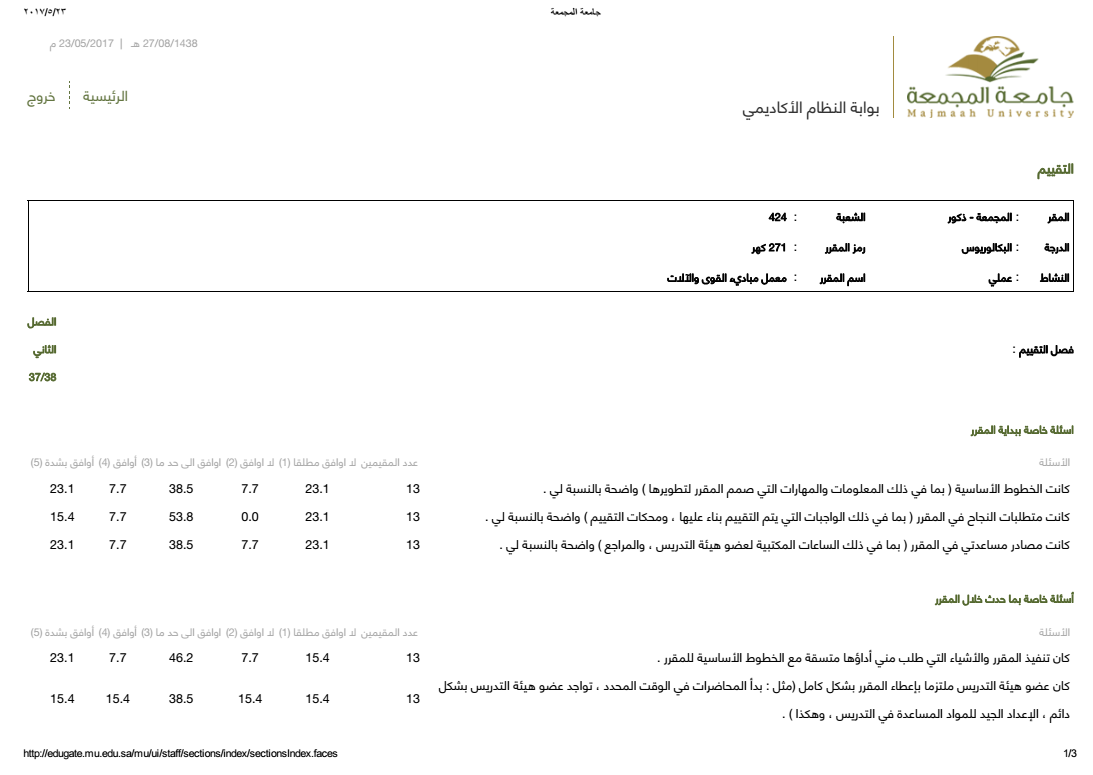 ٢٠١٧/٥/٢٣ جامعة المجمعة
27/08/1438 هـ | 23/05/2017 م
جامعة المجمعة
Majmaah University
بوابة النظام الأكاديمي
الرئيسية خروج
التقييم
المقر : المجمعة - ذكور الشعبة : 424
الدرجة : البكالوريوس رمز المقرر : 271 كهر
النشاط : عملي اسم المقرر : معمل مباديء القوى والآلات
فصل التقييم :
الفصل
الثاني
37/38
اسئلة خاصة ببداية المقرر
الأسئلة عدد المقيمين لا اوافق مطلقا (1) لا اوافق (2) اوافق الى حد ما (3) أوافق (4) أوافق بشدة (5)
كانت الخطوط الأساسية ( بما في ذلك المعلومات والمهارات التي صمم المقرر لتطويرها ) واضحة بالنسبة لي . 13 23.1 7.7 38.5 7.7 23.1
كانت متطلبات النجاح في المقرر ( بما في ذلك الواجبات التي يتم التقييم بناء عليها ، ومحكات التقييم ) واضحة بالنسبة لي . 13 23.1 0.0 53.8 7.7 15.4
كانت مصادر مساعدتي في المقرر ( بما في ذلك الساعات المكتبية لعضو هيئة التدريس ، والمراجع ) واضحة بالنسبة لي . 13 23.1 7.7 38.5 7.7 23.1
أسئلة خاصة بما حدث خلال المقرر
الأسئلة عدد المقيمين لا اوافق مطلقا (1) لا اوافق (2) اوافق الى حد ما (3) أوافق (4) أوافق بشدة (5)
كان تنفيذ المقرر والأشياء التي طلب مني أداؤها متسقة مع الخطوط الأساسية للمقرر . 13 15.4 7.7 46.2 7.7 23.1
كان عضو هيئة التدريس ملتزما بإعطاء المقرر بشكل كامل (مثل : بدأ المحاضرات في الوقت المحدد ، تواجد عضو هيئة التدريس بشكل
دائم ، الإعداد الجيد للمواد المساعدة في التدريس ، وهكذا ) . 13 15.4 15.4 38.5 15.4 15.4
http://edugate.mu.edu.sa/mu/ui/staff/sections/index/sectionsIndex.faces 1/3